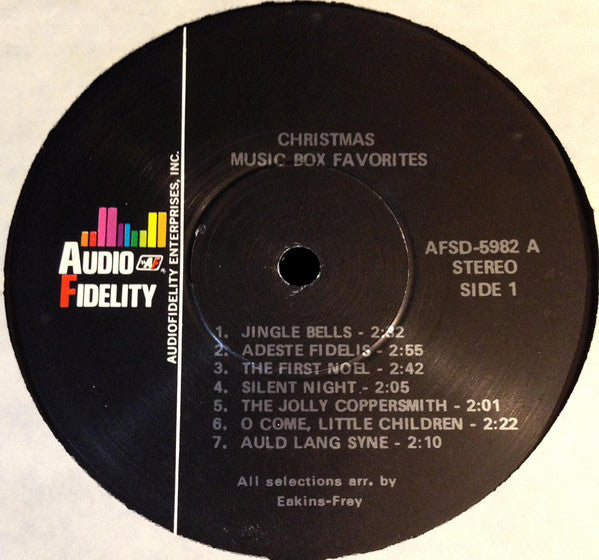 CHRISTMAS
MUSIC BOX FAVORITES
AUDIO
FIDELITY
AUDIOFIDELITY ENTERPRISES, INC.
AFSD-5982 A
STEREO
SIDE 1
1. JINGLE BELLS - 2:32
2. ADESTE FIDELIS - 2:55
3. THE FIRST NOEL - 2:42
4. SILENT NIGHT - 2:05
5. THE JOLLY COPPERSMITH - 2:01
6. O COME, LITTLE CHILDREN - 2:22
7. AULD LANG SYNE - 2:10
All selections arr. by
Eakins-Frey